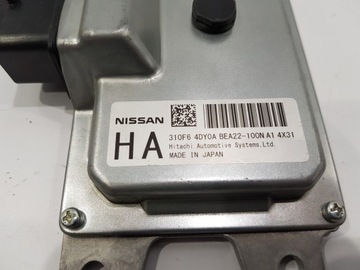 NISSAN
HA
310F6 4DY0A BEA22-100N A1 4X31
Hitachi Automotive Systems,Ltd.
MADE IN JAPAN